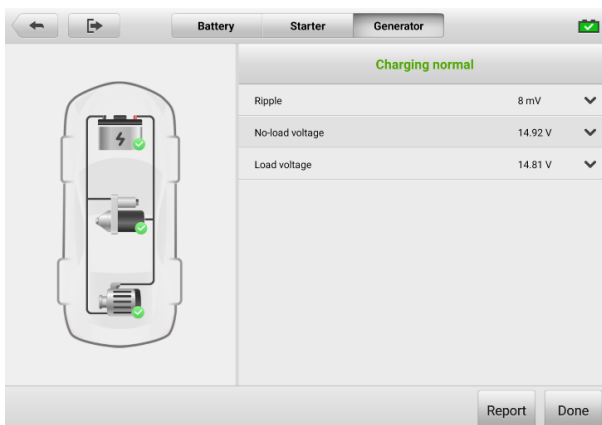 Battery Starter Generator
Charging normal
Ripple 8 mV
No-load voltage 14.92 V
Load voltage 14.81 V
Report Done